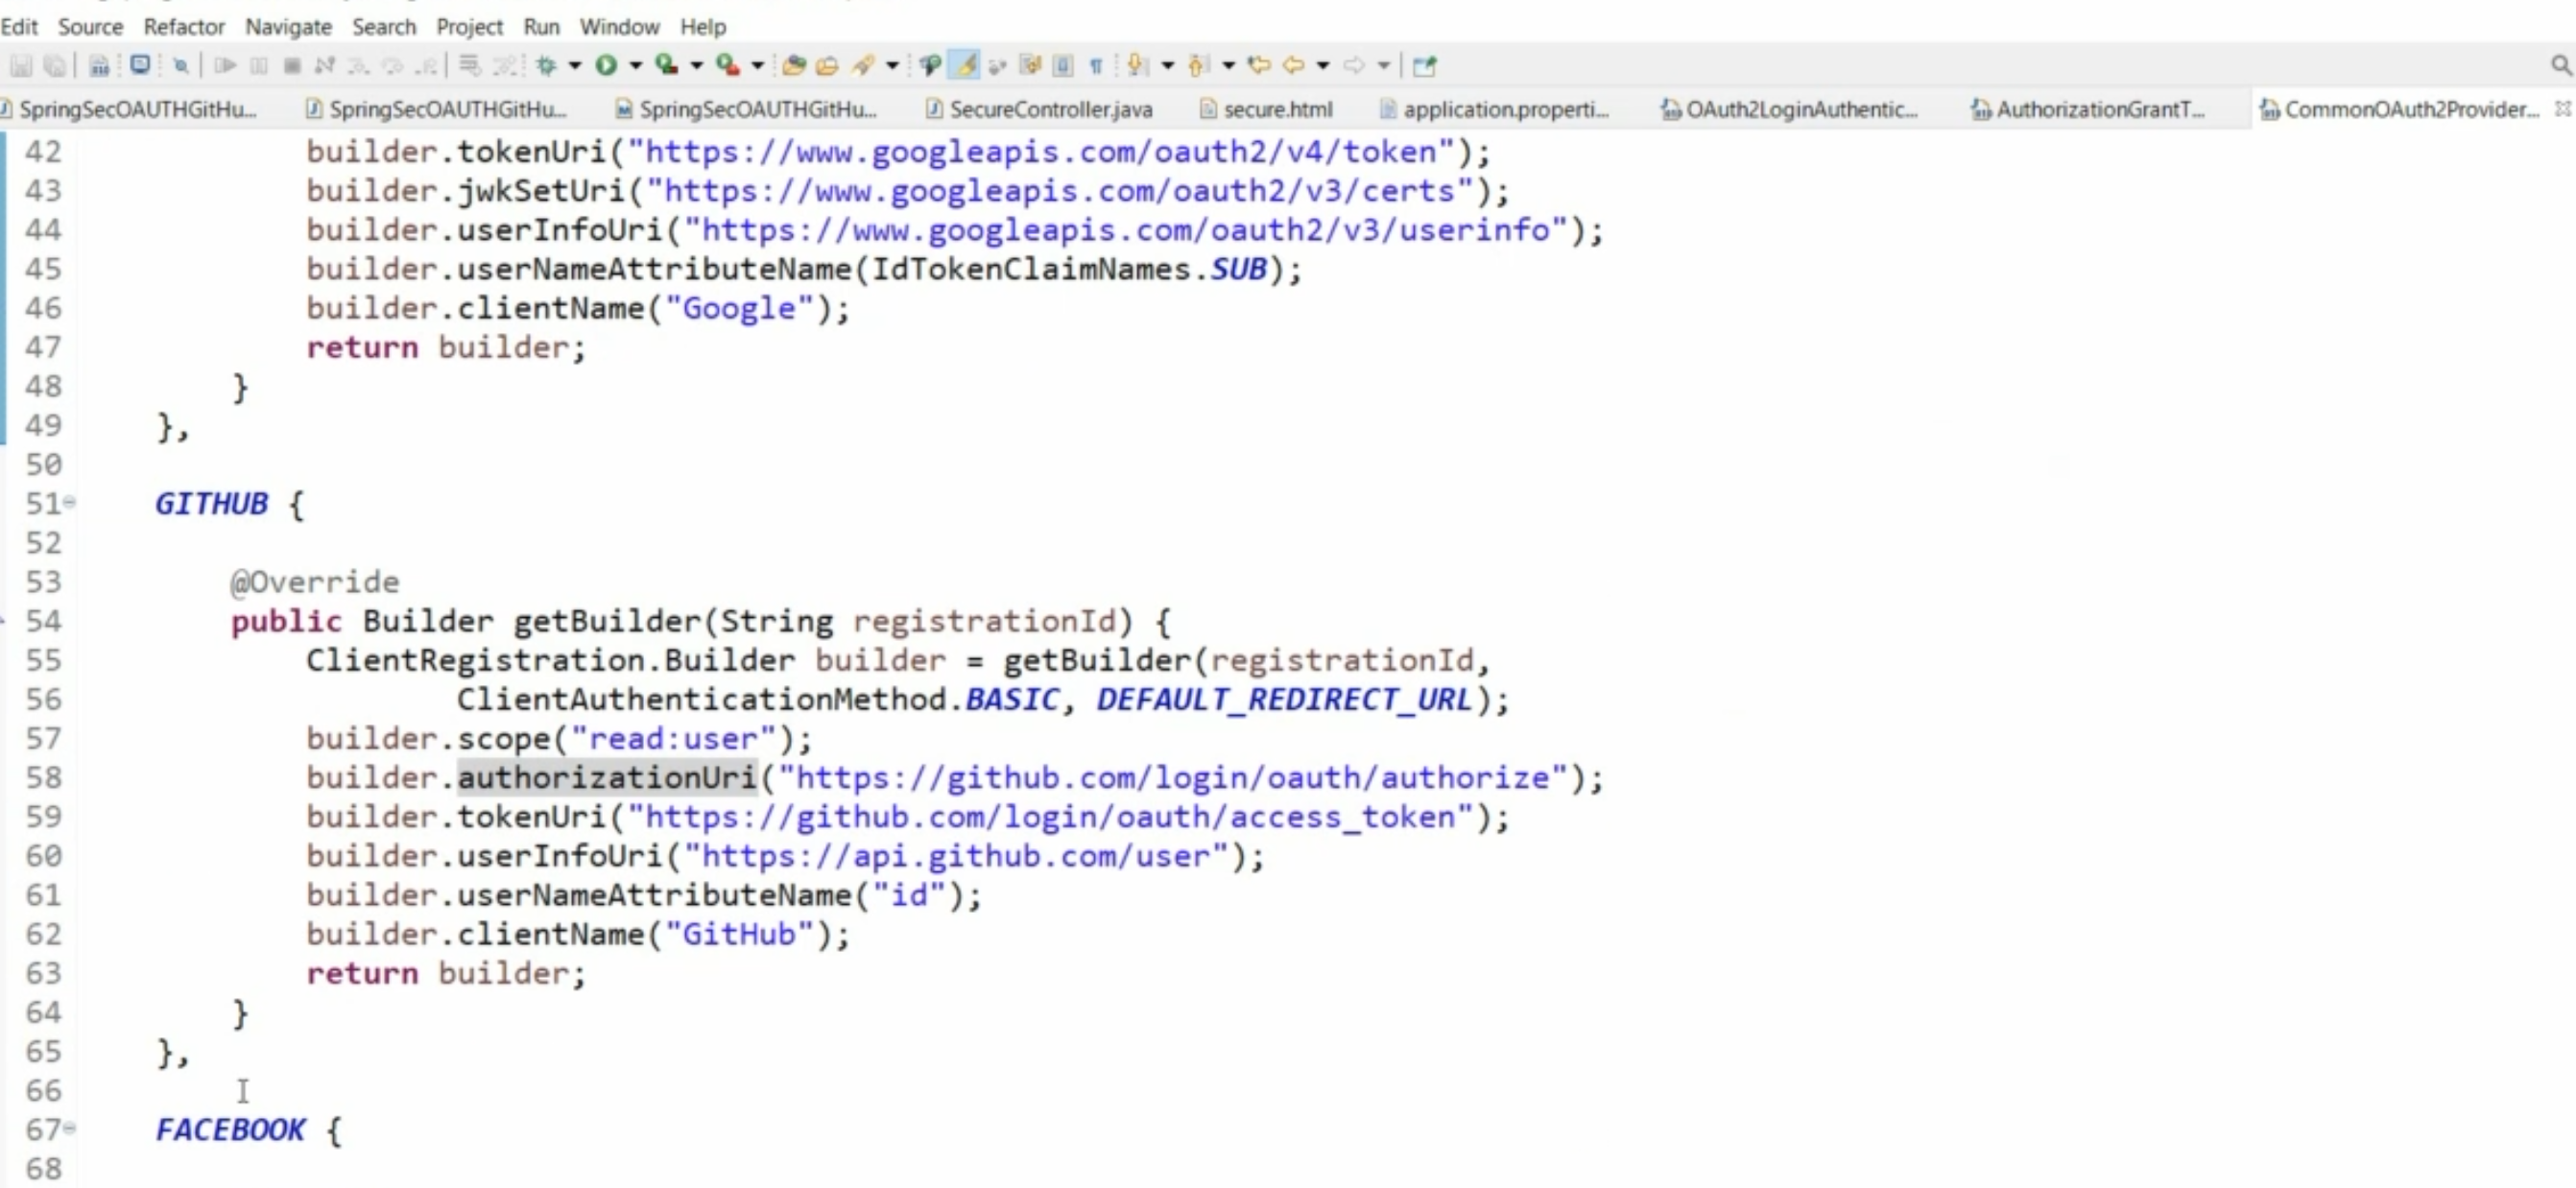 Edit Source Refactor Navigate Search Project Run Window Help
SpringSecOAUTHGitHu... SpringSecOAUTHGitHu... SpringSecOAUTHGitHu... SecureController.java secure.html application.properti... OAuth2LoginAuthentic... AuthorizationGrantT... CommonOAuth2Provider...
42 builder.tokenUri("https://www.googleapis.com/oauth2/v4/token");
43 builder.jwkSetUri("https://www.googleapis.com/oauth2/v3/certs");
44 builder.userInfoUri("https://www.googleapis.com/oauth2/v3/userinfo");
45 builder.userNameAttributeName(IdTokenClaimNames.SUB);
46 builder.clientName("Google");
47 return builder;
48 }
49 },
50
51 GITHUB {
52
53 @Override
54 public Builder getBuilder(String registrationId) {
55 ClientRegistration.Builder builder = getBuilder(registrationId,
56 ClientAuthenticationMethod.BASIC, DEFAULT_REDIRECT_URL);
57 builder.scope("read:user");
58 builder.authorizationUri("https://github.com/login/oauth/authorize");
59 builder.tokenUri("https://github.com/login/oauth/access_token");
60 builder.userInfoUri("https://api.github.com/user");
61 builder.userNameAttributeName("id");
62 builder.clientName("GitHub");
63 return builder;
64 }
65 },
66
67 FACEBOOK {
68